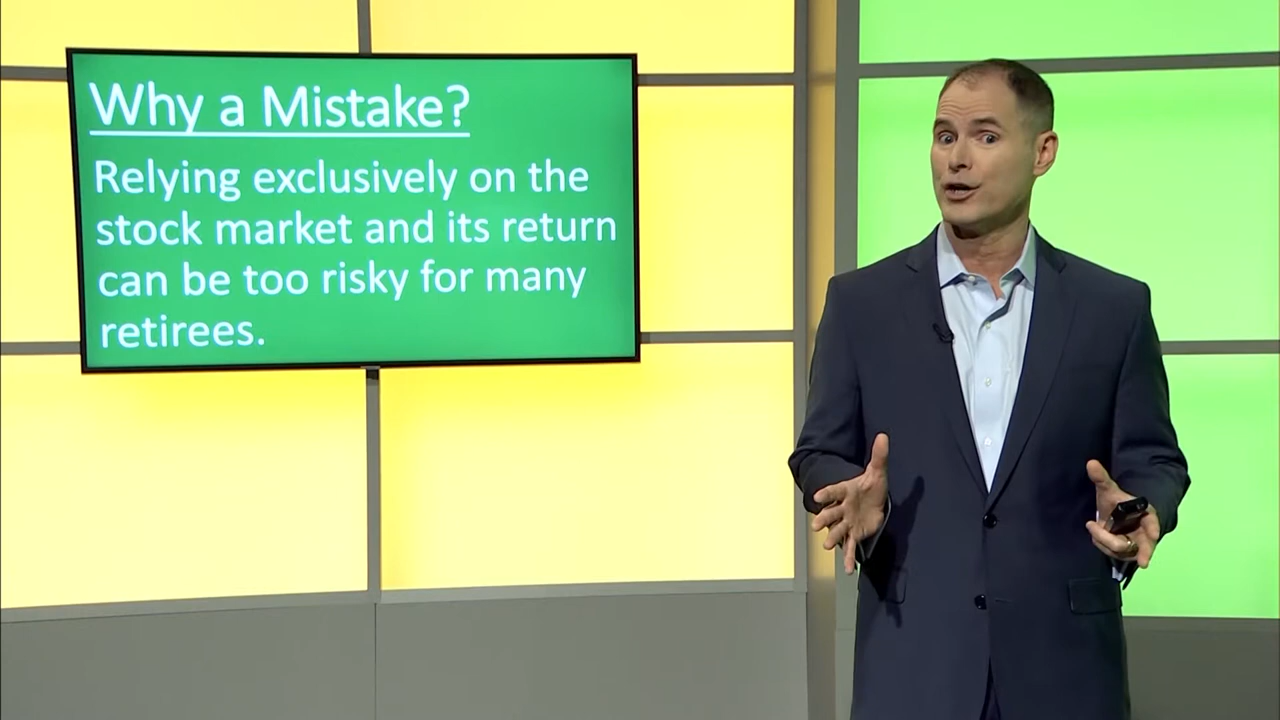 Why a Mistake?
Relying exclusively on the
stock market and its return
can be too risky for many
retirees.